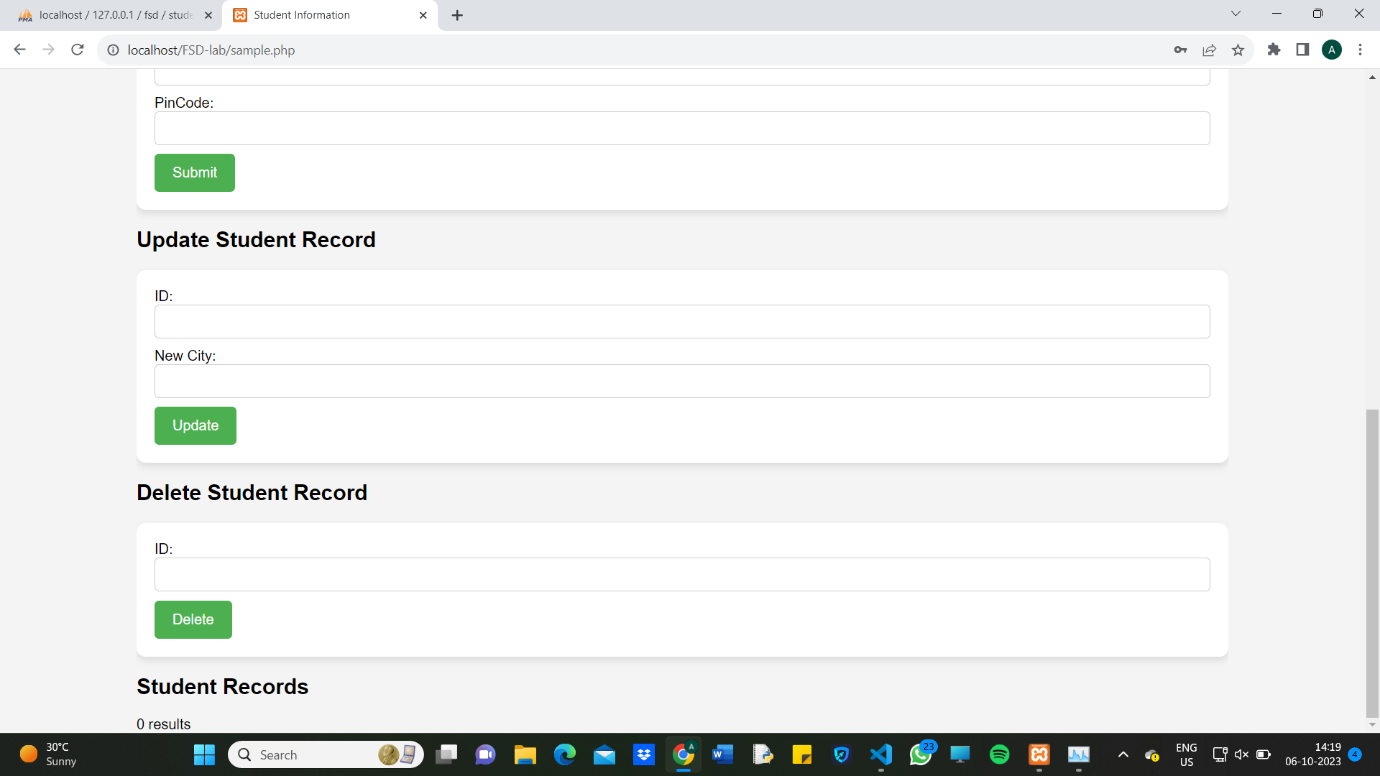 localhost / 127.0.0.1 / fsd / stude
Student Information
localhost/FSD-lab/sample.php
A
PinCode:
Submit
Update Student Record
ID:
New City:
Update
Delete Student Record
ID:
Delete
Student Records
0 results
30°C
Sunny
Search
23
ENG
US
14:19
06-10-2023
4